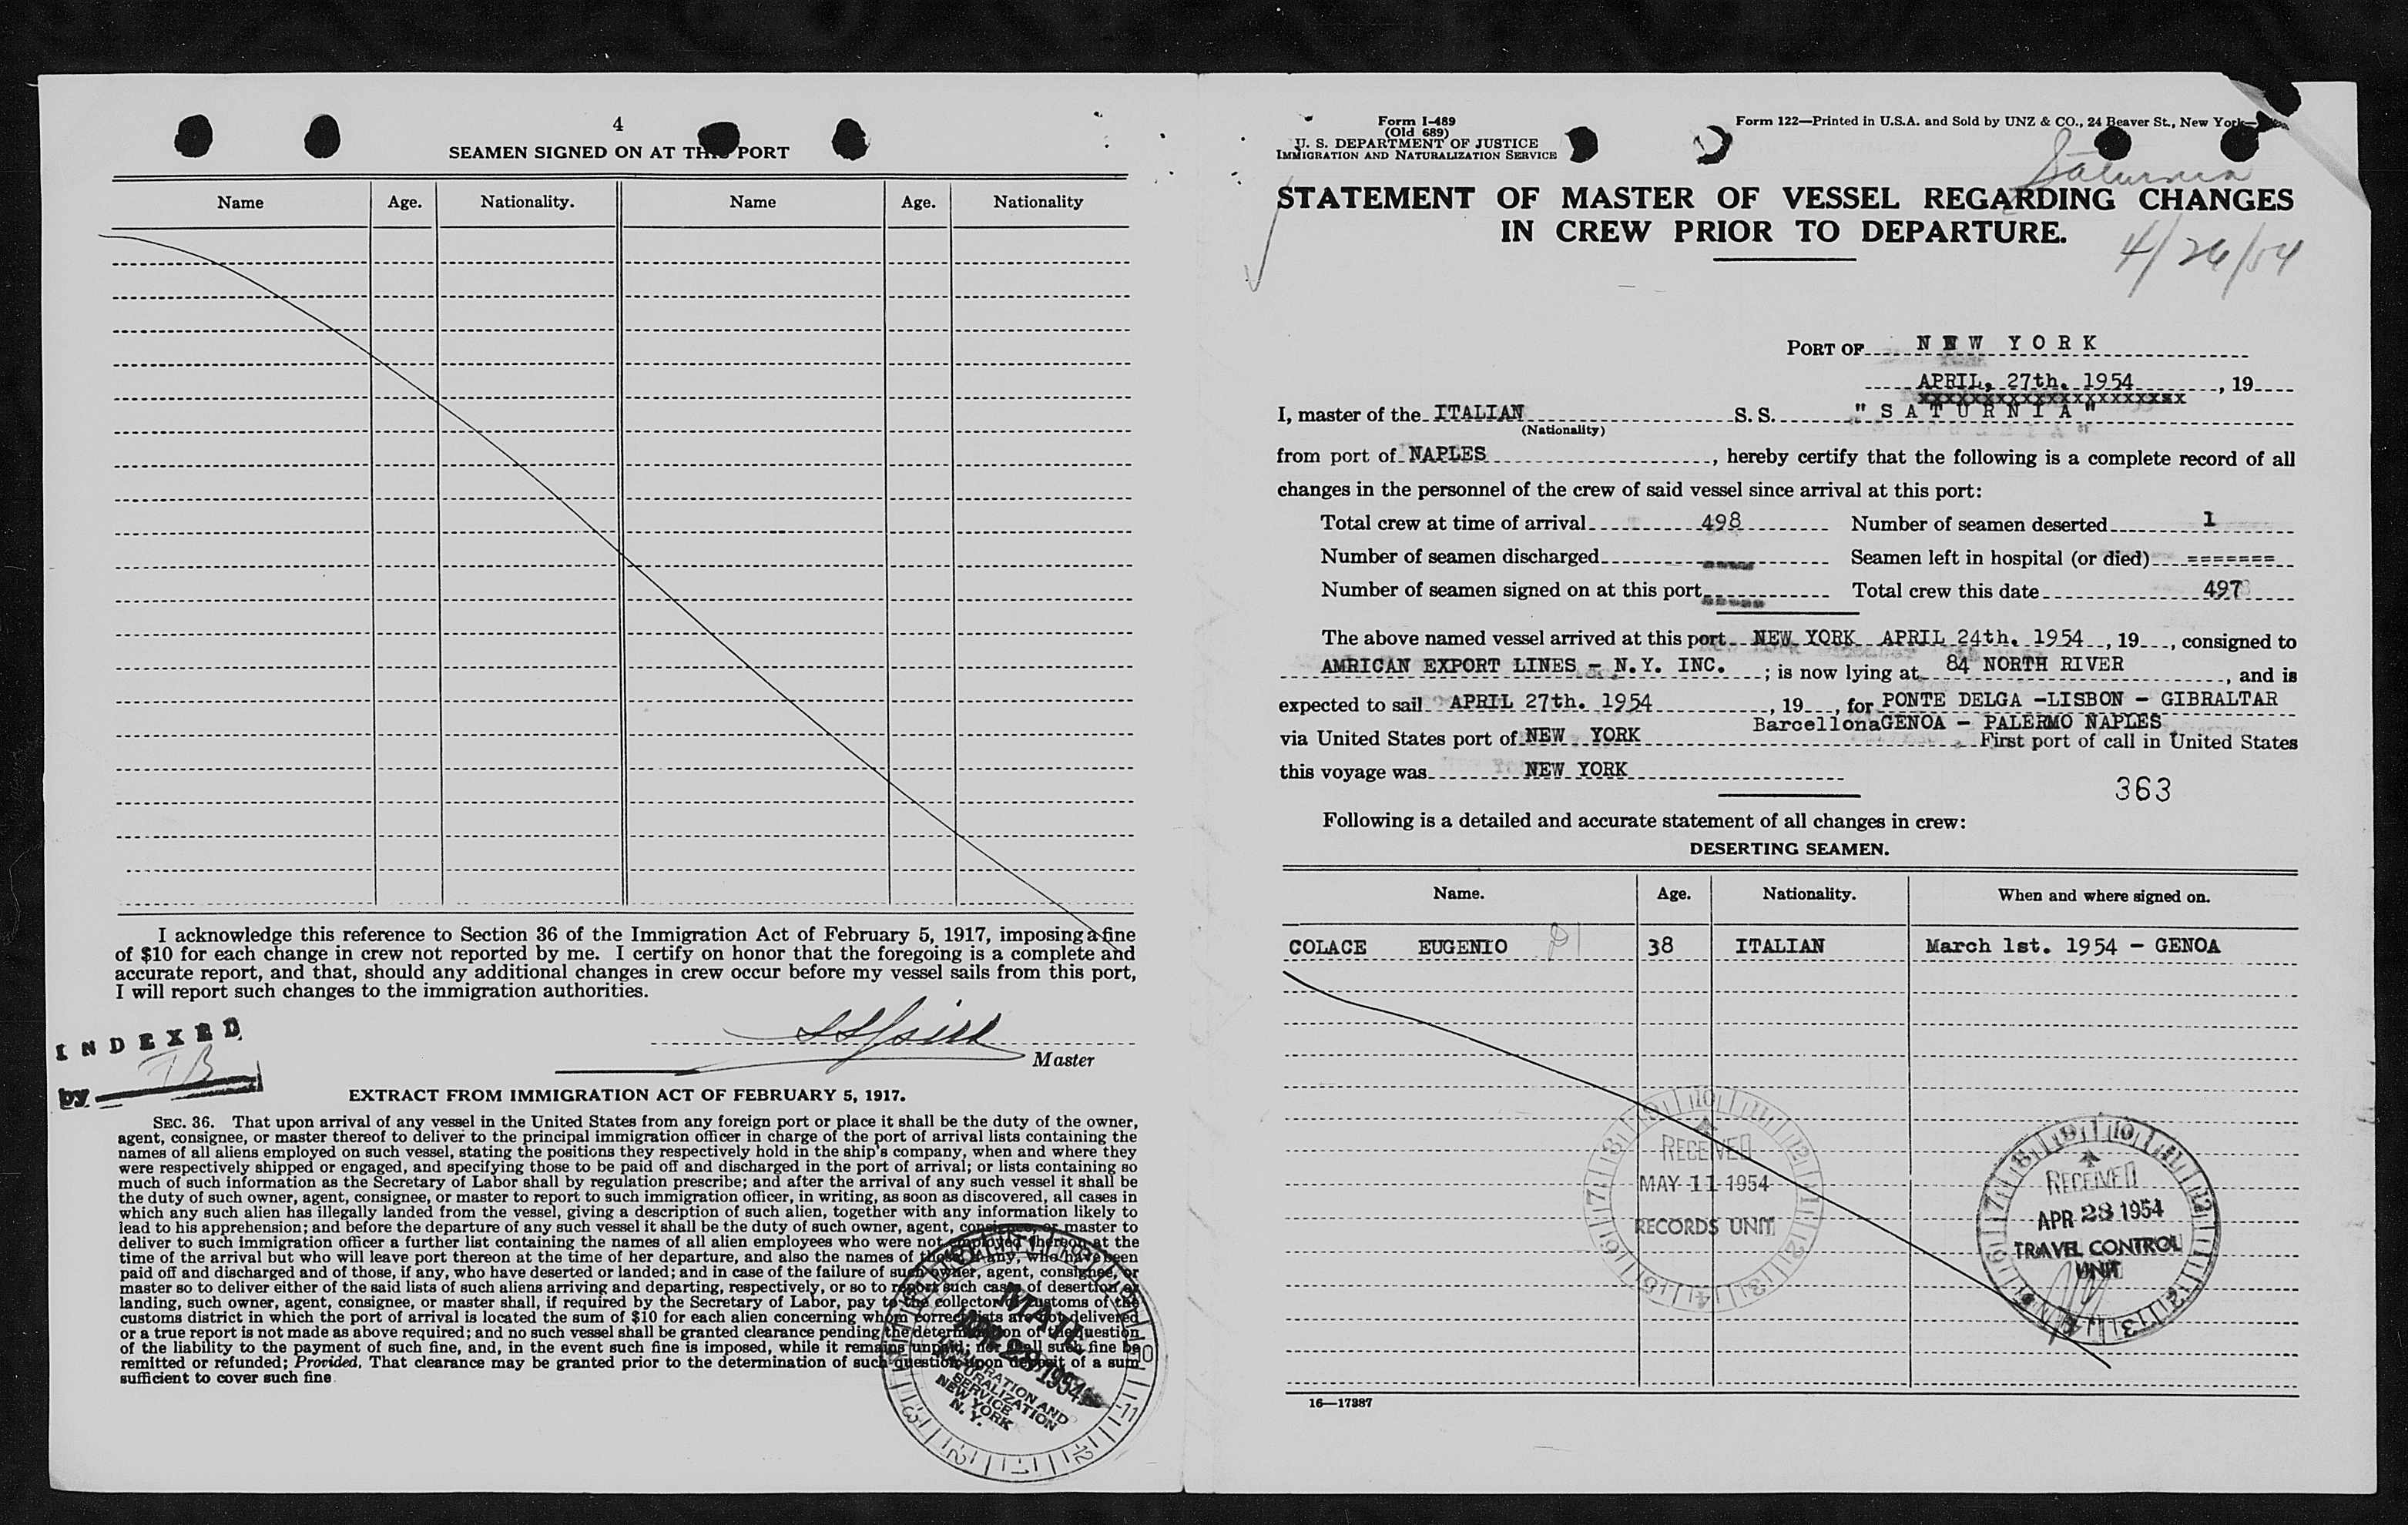 4
SEAMEN SIGNED ON AT THIS PORT
Name Age. Nationality. Name Age. Nationality
I acknowledge this reference to Section 36 of the Immigration Act of February 5, 1917, imposing a fine
of $10 for each change in crew not reported by me. I certify on honor that the foregoing is a complete and
accurate report, and that, should any additional changes in crew occur before my vessel sails from this port,
I will report such changes to the immigration authorities.
INDEXED
by
Master
EXTRACT FROM IMMIGRATION ACT OF FEBRUARY 5, 1917.
SEC. 36. That upon arrival of any vessel in the United States from any foreign port or place it shall be the duty of the owner,
agent, consignee, or master thereof to deliver to the principal immigration officer in charge of the port of arrival lists containing the
names of all aliens employed on such vessel, stating the positions they respectively hold in the ship's company, when and where they
were respectively shipped or engaged, and specifying those to be paid off and discharged in the port of arrival; or lists containing so
much of such information as the Secretary of Labor shall by regulation prescribe; and after the arrival of any such vessel it shall be
the duty of such owner, agent, consignee, or master to report to such immigration officer, in writing, as soon as discovered, all cases in
which any such alien has illegally landed from the vessel, giving a description of such alien, together with any information likely to
lead to his apprehension; and before the departure of any such vessel it shall be the duty of such owner, agent, consignee, or master to
deliver to such immigration officer a further list containing the names of all alien employees who were not employed thereon at the
time of the arrival but who will leave port thereon at the time of her departure, and also the names of those, if any, who have been
paid off and discharged and of those, if any, who have deserted or landed; and in case of the failure of such owner, agent, consignee, or
master so to deliver either of the said lists of such aliens arriving and departing, respectively, or so to report such cases of desertion or
landing, such owner, agent, consignee, or master shall, if required by the Secretary of Labor, pay to the collector of customs of the
customs district in which the port of arrival is located the sum of $10 for each alien concerning whom correct lists are not delivered
or a true report is not made as above required; and no such vessel shall be granted clearance pending the determination of the question
of the liability to the payment of such fine, and, in the event such fine is imposed, while it remains unpaid; nor shall such fine be
remitted or refunded; Provided, That clearance may be granted prior to the determination of such question upon deposit of a sum
sufficient to cover such fine
MAIL
APR 28 1954
IMMIGRATION AND
NATURALIZATION
SERVICE
NEW YORK
N. Y.
Form I-489
(Old 689)
U. S. DEPARTMENT OF JUSTICE
IMMIGRATION AND NATURALIZATION SERVICE
Form 122—Printed in U.S.A. and Sold by UNZ & CO., 24 Beaver St., New York
Saturnia
STATEMENT OF MASTER OF VESSEL REGARDING CHANGES
IN CREW PRIOR TO DEPARTURE.
4/26/54
PORT OF NEW YORK
APRIL, 27th. 1954, 19
I, master of the ITALIAN S. S. "SATURNIA"
(Nationality)
from port of NAPLES, hereby certify that the following is a complete record of all
changes in the personnel of the crew of said vessel since arrival at this port:
Total crew at time of arrival 498 Number of seamen deserted 1
Number of seamen discharged Seamen left in hospital (or died) =======
Number of seamen signed on at this port Total crew this date 497
The above named vessel arrived at this port NEW YORK APRIL 24th. 1954, 19, consigned to
AMRICAN EXPORT LINES - N.Y. INC. ; is now lying at 84 NORTH RIVER, and is
expected to sail APRIL 27th. 1954, 19, for PONTE DELGA -LISBON - GIBRALTAR
Barcellona GENOA - PALERMO NAPLES
via United States port of NEW YORK First port of call in United States
this voyage was NEW YORK
363
Following is a detailed and accurate statement of all changes in crew:
DESERTING SEAMEN.
Name. Age. Nationality. When and where signed on.
COLACE EUGENIO 38 ITALIAN March 1st. 1954 - GENOA
RECEIVED
MAY 11 1954
RECORDS UNIT
RECEIVED
APR 28 1954
TRAVEL CONTROL
UNIT
16—17387